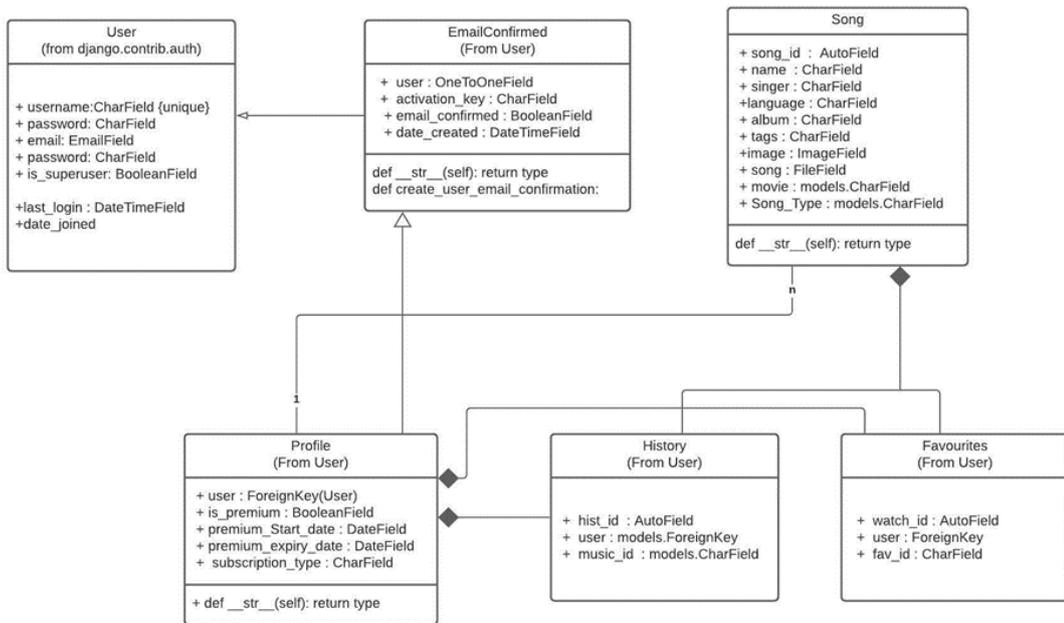 User
(from django.contrib.auth)
+ username:CharField {unique}
+ password: CharField
+ email: EmailField
+ password: CharField
+ is_superuser: BooleanField
+last_login : DateTimeField
+date_joined
EmailConfirmed
(From User)
+ user : OneToOneField
+ activation_key : CharField
+ email_confirmed : BooleanField
+ date_created : DateTimeField
def __str__(self): return type
def create_user_email_confirmation:
Song
+ song_id : AutoField
+ name : CharField
+ singer : CharField
+language : CharField
+ album : CharField
+ tags : CharField
+image : ImageField
+ song : FileField
+ movie : models.CharField
+ Song_Type : models.CharField
def __str__(self): return type
n
1
Profile
(From User)
+ user : ForeignKey(User)
+ is_premium : BooleanField
+ premium_Start_date : DateField
+ premium_expiry_date : DateField
+ subscription_type : CharField
+ def __str__(self): return type
History
(From User)
+ hist_id : AutoField
+ user : models.ForeignKey
+ music_id : models.CharField
Favourites
(From User)
+ watch_id : AutoField
+ user : ForeignKey
+ fav_id : CharField